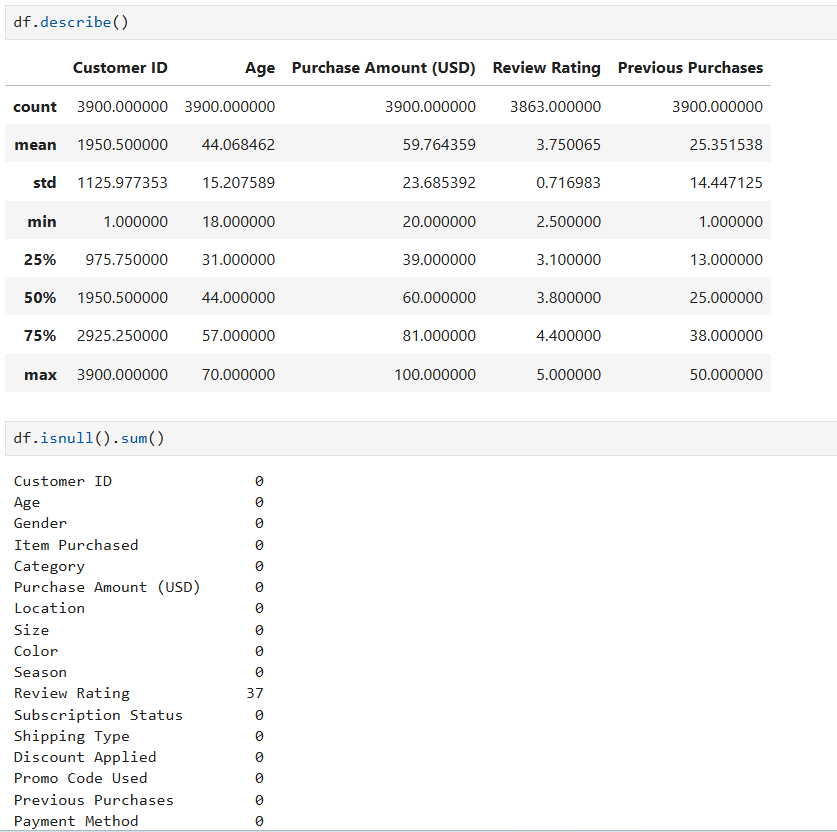 df.describe()
Customer ID Age Purchase Amount (USD) Review Rating Previous Purchases
count 3900.000000 3900.000000 3900.000000 3863.000000 3900.000000
mean 1950.500000 44.068462 59.764359 3.750065 25.351538
std 1125.977353 15.207589 23.685392 0.716983 14.447125
min 1.000000 18.000000 20.000000 2.500000 1.000000
25% 975.750000 31.000000 39.000000 3.100000 13.000000
50% 1950.500000 44.000000 60.000000 3.800000 25.000000
75% 2925.250000 57.000000 81.000000 4.400000 38.000000
max 3900.000000 70.000000 100.000000 5.000000 50.000000
df.isnull().sum()
Customer ID 0
Age 0
Gender 0
Item Purchased 0
Category 0
Purchase Amount (USD) 0
Location 0
Size 0
Color 0
Season 0
Review Rating 37
Subscription Status 0
Shipping Type 0
Discount Applied 0
Promo Code Used 0
Previous Purchases 0
Payment Method 0